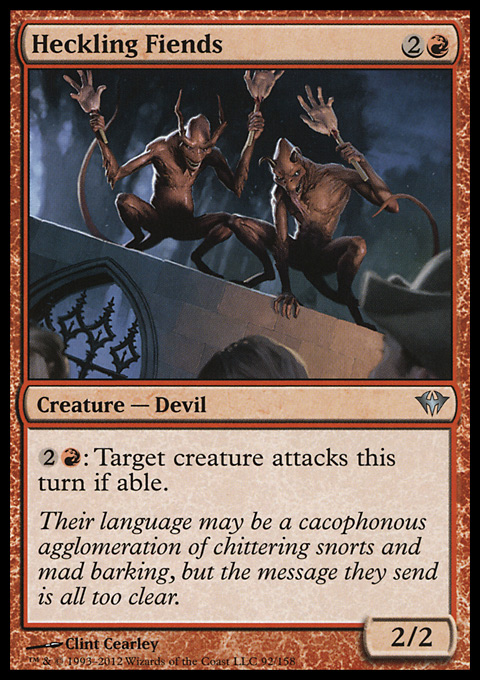 Heckling Fiends 2
Creature — Devil
2 : Target creature attacks this
turn if able.
Their language may be a cacophonous
agglomeration of chittering snorts and
mad barking, but the message they send
is all too clear.
Clint Cearley
2/2
™ & © 1993–2012 Wizards of the Coast LLC 92/158